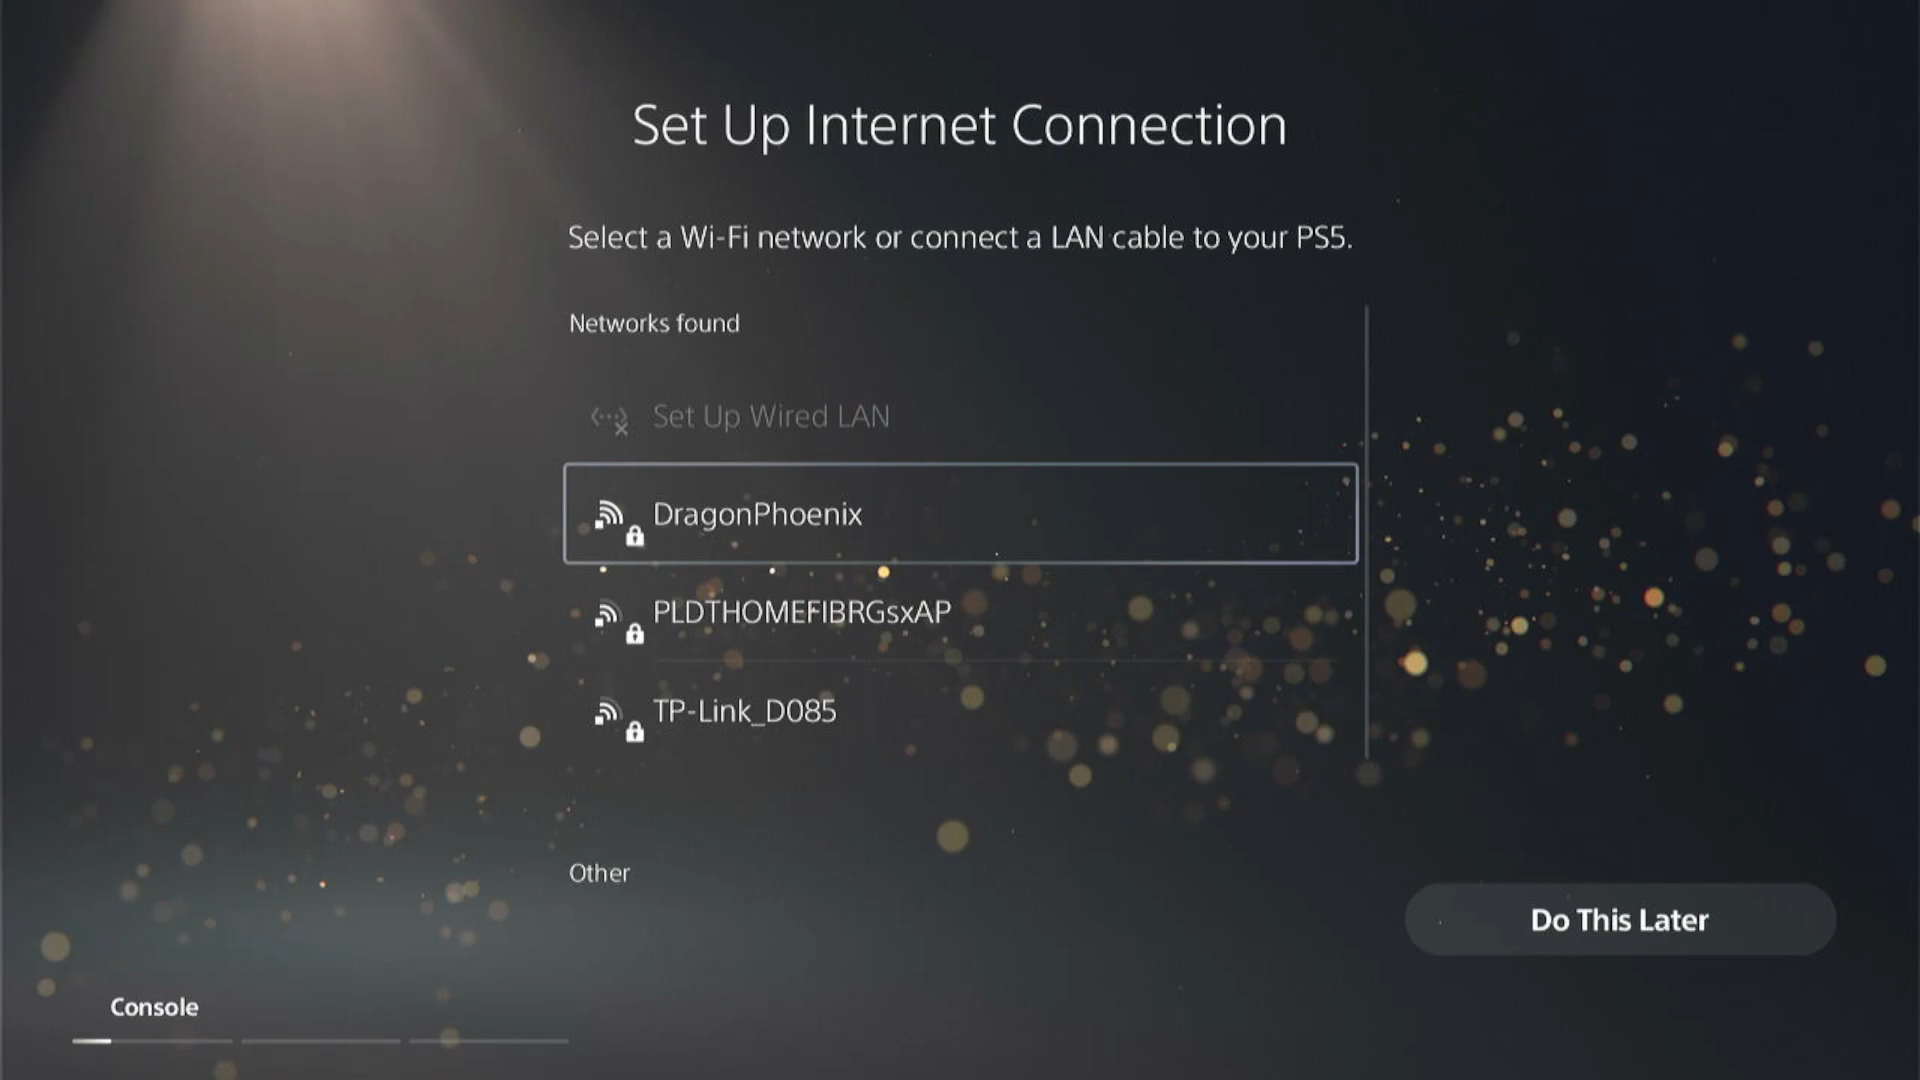 Set Up Internet Connection
Select a Wi-Fi network or connect a LAN cable to your PS5.
Networks found
Set Up Wired LAN
DragonPhoenix
PLDTHOMEFIBRGsxAP
TP-Link_D085
Other
Do This Later
Console